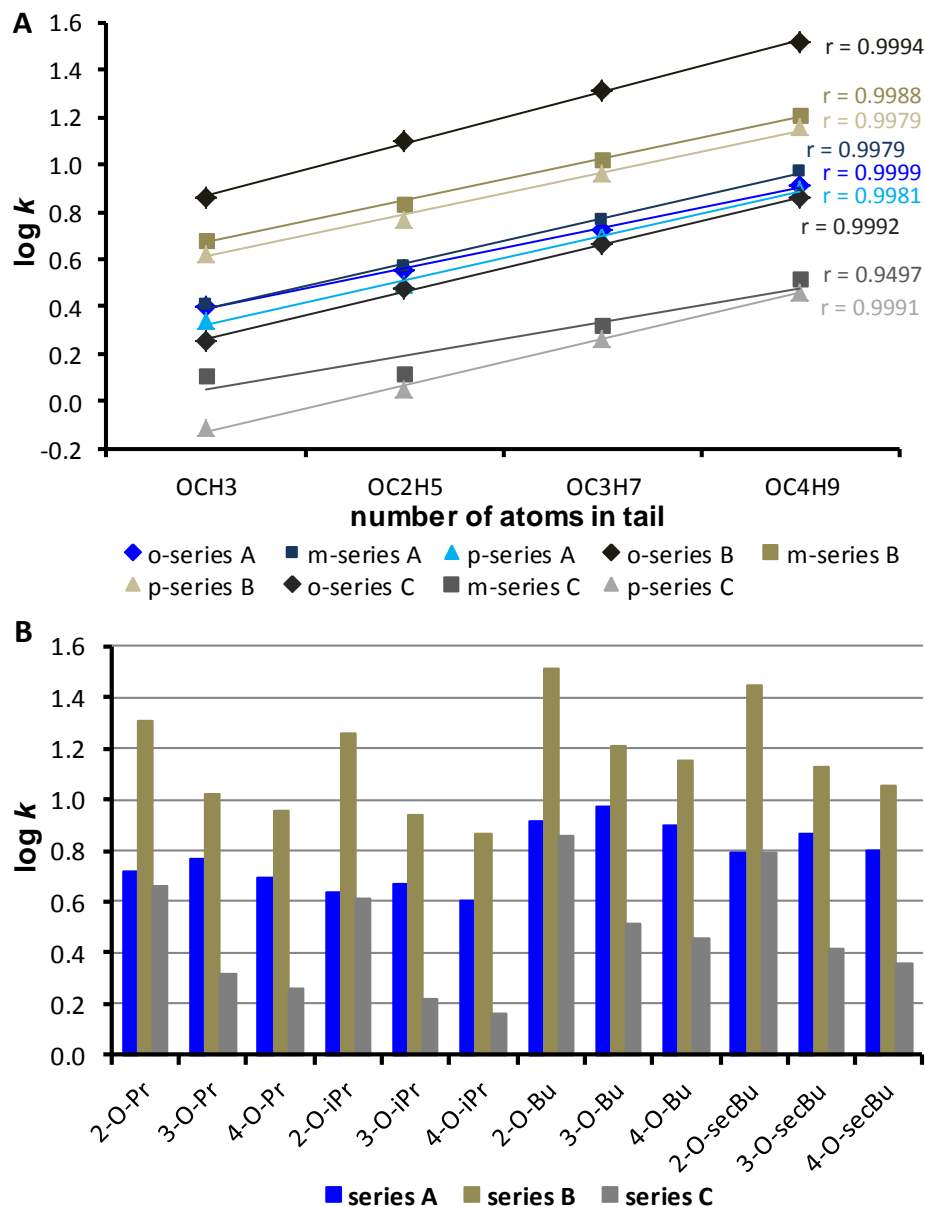 A
1.6
1.4
1.2
1.0
0.8
0.6
0.4
0.2
0.0
-0.2
log k
r = 0.9994
r = 0.9988
r = 0.9979
r = 0.9979
r = 0.9999
r = 0.9981
r = 0.9992
r = 0.9497
r = 0.9991
OCH3 OC2H5 OC3H7 OC4H9
number of atoms in tail
o-series A m-series A p-series A o-series B m-series B
p-series B o-series C m-series C p-series C
B
1.6
1.4
1.2
1.0
0.8
0.6
0.4
0.2
0.0
log k
2-O-Pr 3-O-Pr 4-O-Pr 2-O-iPr 3-O-iPr 4-O-iPr 2-O-Bu 3-O-Bu 4-O-Bu 2-O-secBu 3-O-secBu 4-O-secBu
series A series B series C